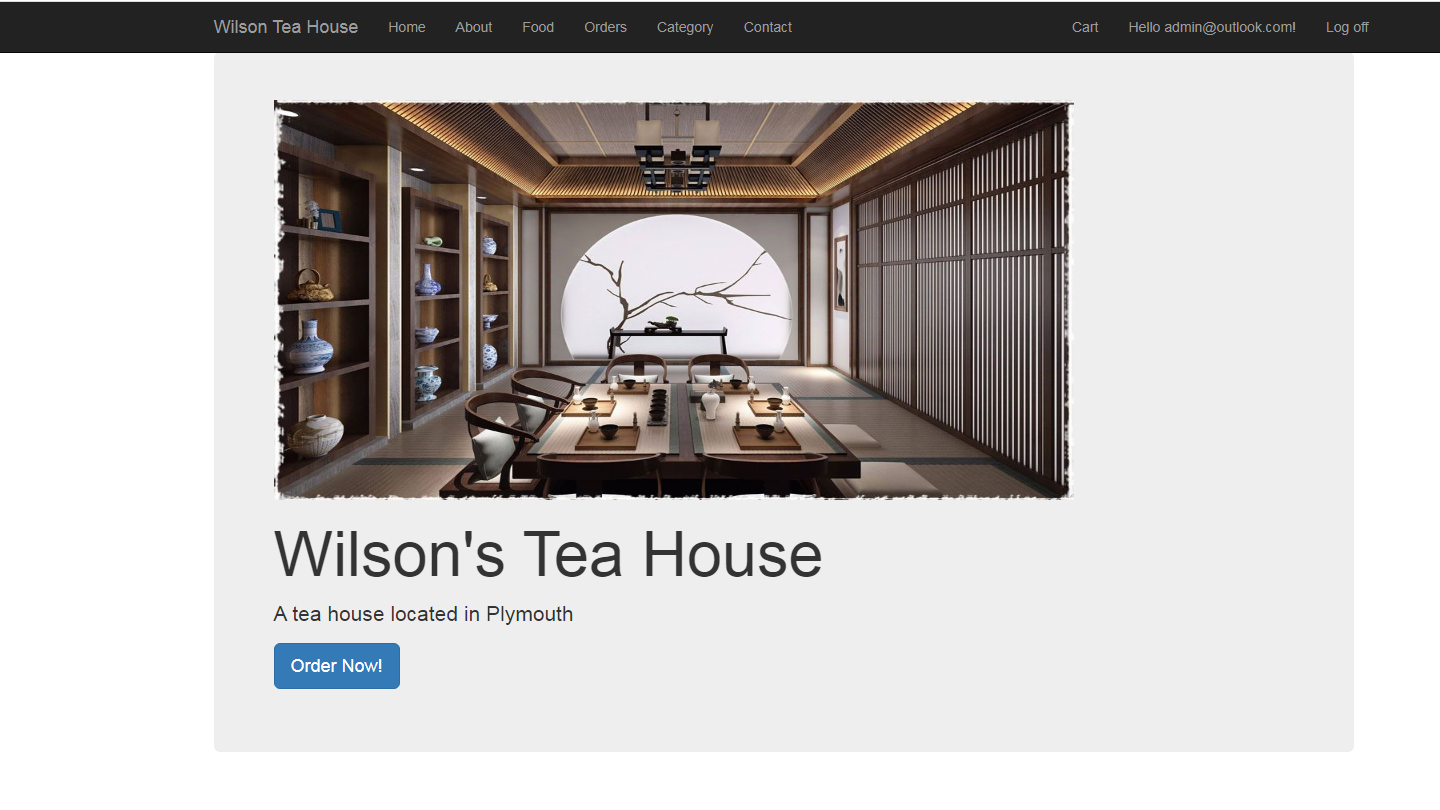 Wilson Tea House Home About Food Orders Category Contact Cart Hello admin@outlook.com! Log off
Wilson's Tea House
A tea house located in Plymouth
Order Now!